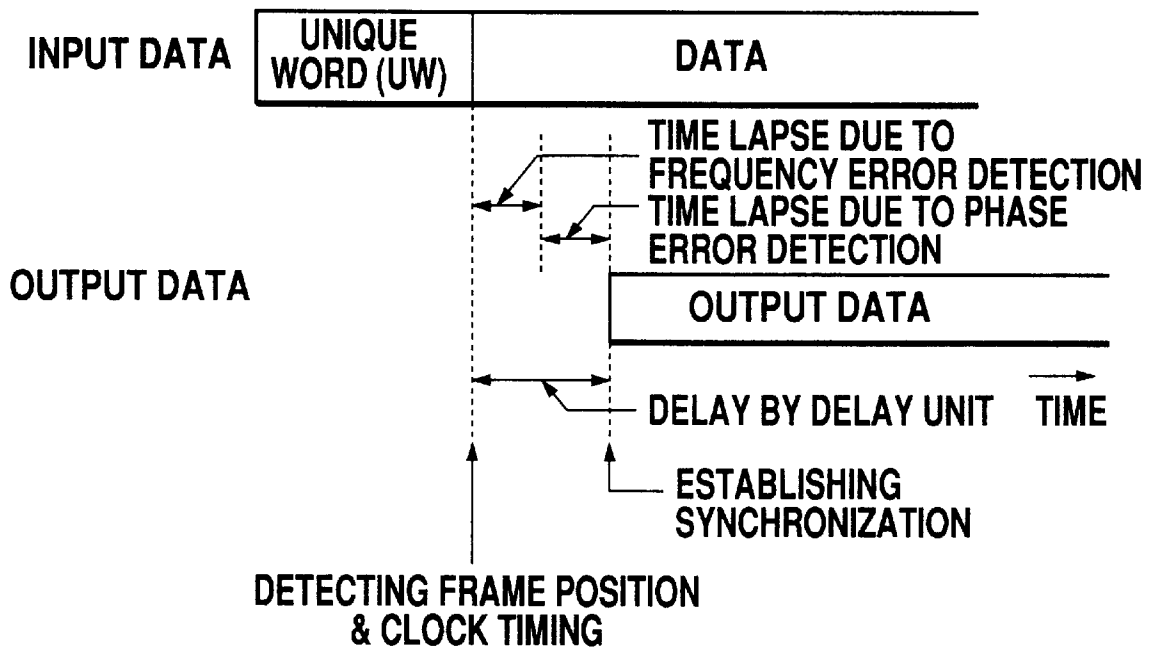 INPUT DATA
UNIQUE
WORD (UW)
DATA
TIME LAPSE DUE TO
FREQUENCY ERROR DETECTION
TIME LAPSE DUE TO PHASE
ERROR DETECTION
OUTPUT DATA
OUTPUT DATA
DELAY BY DELAY UNIT
TIME
ESTABLISHING
SYNCHRONIZATION
DETECTING FRAME POSITION
& CLOCK TIMING